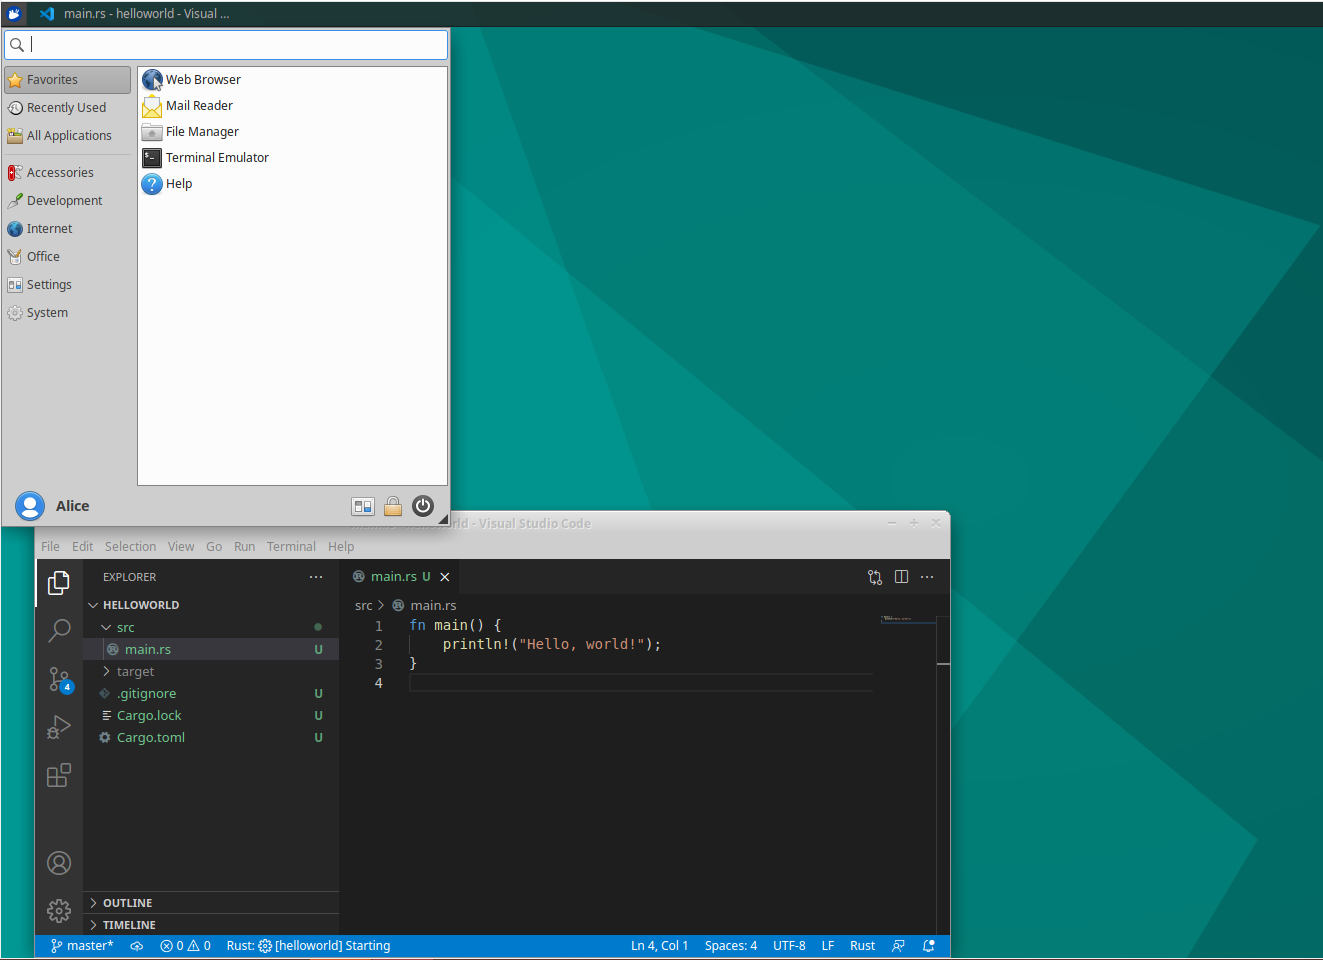 main.rs - helloworld - Visual ...
Favorites
Recently Used
All Applications
Accessories
Development
Internet
Office
Settings
System
Web Browser
Mail Reader
File Manager
Terminal Emulator
Help
Alice
- Visual Studio Code
File Edit Selection View Go Run Terminal Help
EXPLORER
HELLOWORLD
src
main.rs U
target
.gitignore U
Cargo.lock U
Cargo.toml U
OUTLINE
TIMELINE
4
main.rs U
src > main.rs
1 fn main() {
2 println!("Hello, world!");
3 }
4
master* 0 0 Rust: [helloworld] Starting Ln 4, Col 1 Spaces: 4 UTF-8 LF Rust